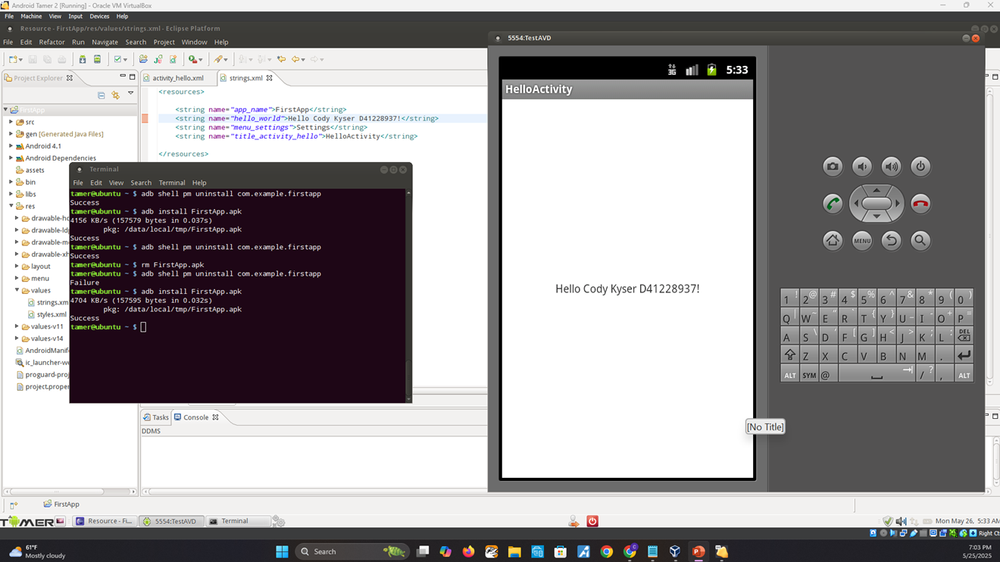 Android Tamer 2 [Running] - Oracle VM VirtualBox
File Machine View Input Devices Help
Resource - FirstApp/res/values/strings.xml - Eclipse Platform
File Edit Refactor Run Navigate Search Project Window Help
Project Explorer
FirstApp
src
gen [Generated Java Files]
Android 4.1
Android Dependencies
assets
bin
libs
res
drawable-hd
drawable-ld
drawable-m
drawable-xh
layout
menu
values
strings.xm
styles.xml
values-v11
values-v14
AndroidManif
ic_launcher-we
proguard-proj
project.proper
activity_hello.xml
strings.xml
<resources>
<string name="app_name">FirstApp</string>
<string name="hello_world">Hello Cody Kyser D41228937!</string>
<string name="menu_settings">Settings</string>
<string name="title_activity_hello">HelloActivity</string>
</resources>
Terminal
File Edit View Search Terminal Help
tamer@ubuntu ~ $ adb shell pm uninstall com.example.firstapp
Success
tamer@ubuntu ~ $ adb install FirstApp.apk
4156 KB/s (157579 bytes in 0.037s)
pkg: /data/local/tmp/FirstApp.apk
Success
tamer@ubuntu ~ $ adb shell pm uninstall com.example.firstapp
Success
tamer@ubuntu ~ $ rm FirstApp.apk
tamer@ubuntu ~ $ adb shell pm uninstall com.example.firstapp
Failure
tamer@ubuntu ~ $ adb install FirstApp.apk
4704 KB/s (157595 bytes in 0.032s)
pkg: /data/local/tmp/FirstApp.apk
Success
tamer@ubuntu ~ $
Tasks Console
DDMS
5554:TestAVD
3G 5:33
HelloActivity
Hello Cody Kyser D41228937!
MENU
1 ! 2 @ 3 # 4 $ 5 % 6 ^ 7 & 8 * 9 ( 0 )
Q | W ~ E " R ` T { Y } U _ I - O + P =
A S \ D ' F [ G ] H < J > K ; L : DEL
Z X C V B N M .
ALT SYM @ / ? , ALT
[No Title]
FirstApp
TAMER Resource - Fi... 5554:TestAVD Terminal
Mon May 26, 5:33 AM
Right Ct
61°F
Mostly cloudy
Search
7:03 PM
5/25/2025